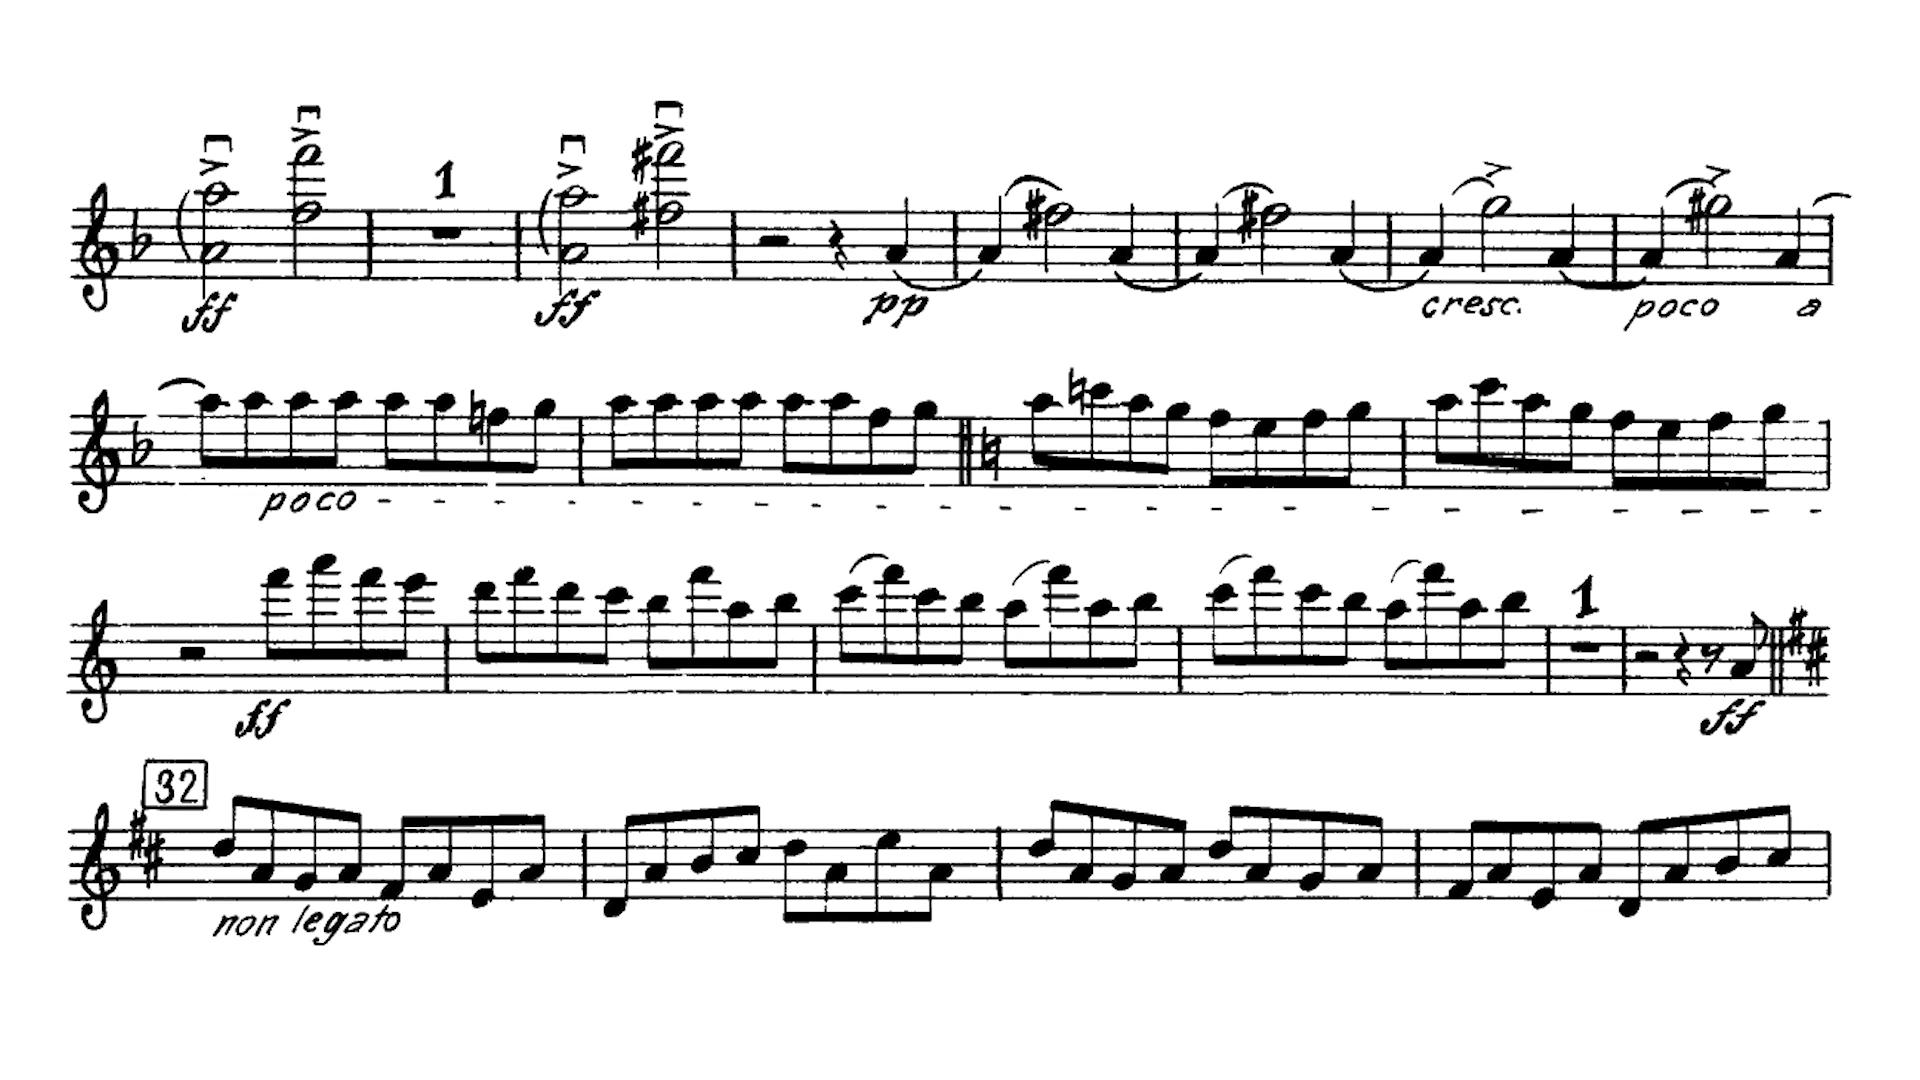 1
ff ff pp cresc. poco a
poco
1
ff ff
32
non legato